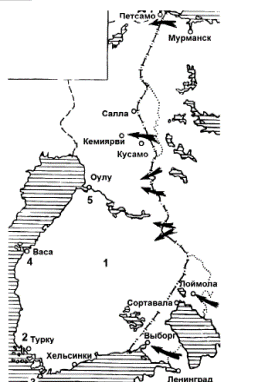 Петсамо
Мурманск
Салла
Кемиярви
Кусамо
Оулу
5
Васа
4
1
Лоймола
Сортавала
Выборг
2
Турку
Хельсинки
Ленинград